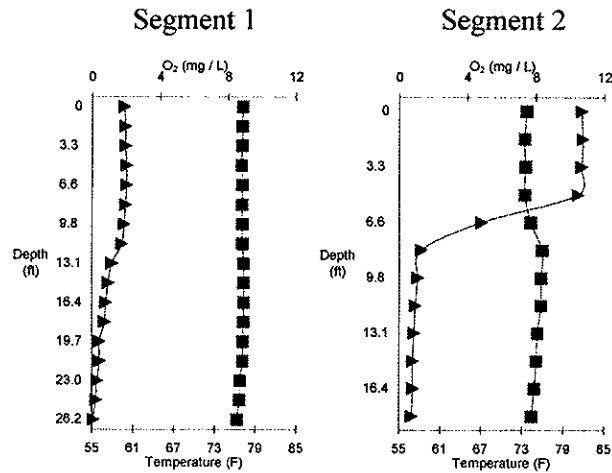 Segment 1 Segment 2
O₂ (mg / L) O₂ (mg / L)
0 4 8 12 0 4 8 12
0 0
3.3 3.3
6.6 6.6
9.8 9.8
Depth (ft) 13.1 Depth (ft) 13.1
16.4 16.4
19.7
23.0
26.2
55 61 67 73 79 85 55 61 67 73 79 85
Temperature (F) Temperature (F)